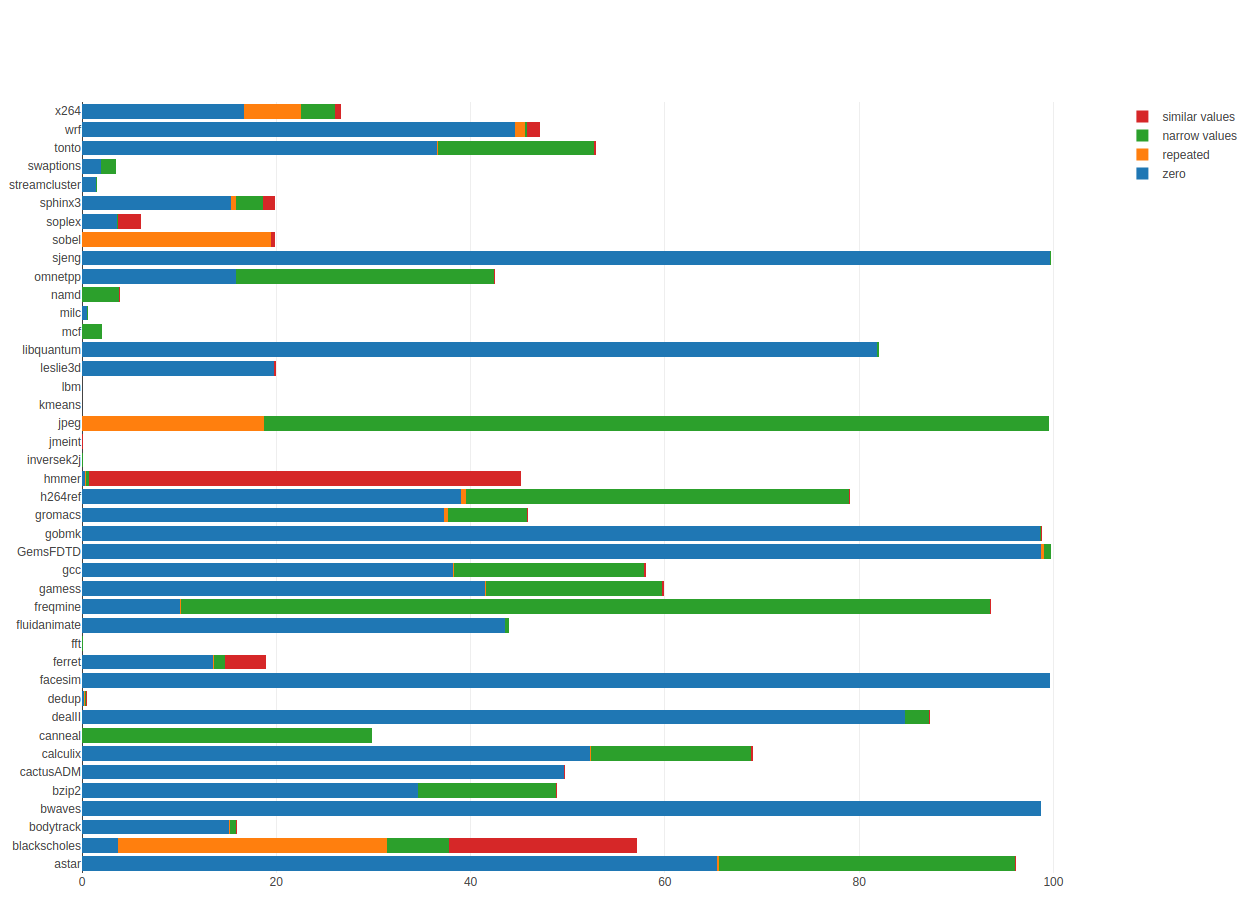 x264
wrf
tonto
swaptions
streamcluster
sphinx3
soplex
sobel
sjeng
omnetpp
namd
milc
mcf
libquantum
leslie3d
lbm
kmeans
jpeg
jmeint
inversek2j
hmmer
h264ref
gromacs
gobmk
GemsFDTD
gcc
gamess
freqmine
fluidanimate
fft
ferret
facesim
dedup
dealII
canneal
calculix
cactusADM
bzip2
bwaves
bodytrack
blackscholes
astar
0 20 40 60 80 100
similar values
narrow values
repeated
zero